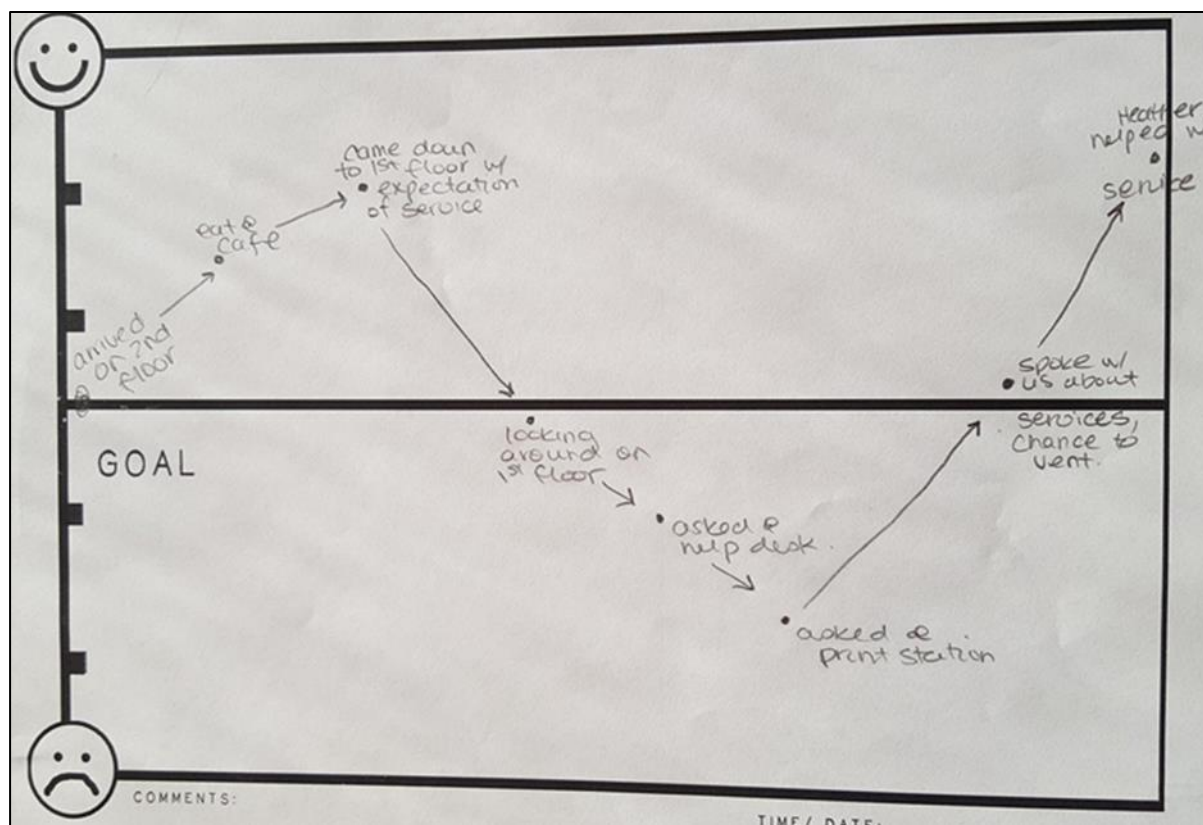 arrived
on 2nd
floor
eat @
cafe
came down
to 1st floor w/
expectation
of service
looking
around on
1st floor
asked @
help desk.
asked @
print station
spoke w/
us about
services,
chance to
vent.
Heather
helped w
service
GOAL
COMMENTS:
TIME/ DATE: